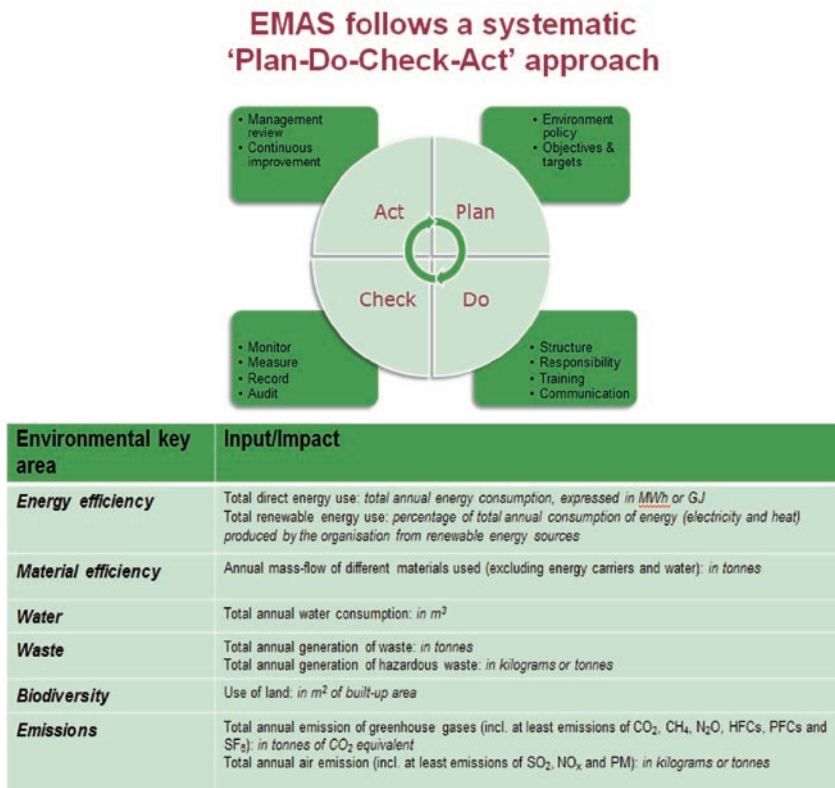 EMAS follows a systematic
‘Plan-Do-Check-Act’ approach
• Management
review
• Continuous
improvement
• Environment
policy
• Objectives &
targets
Act
Plan
Check
Do
• Monitor
• Measure
• Record
• Audit
• Structure
• Responsibility
• Training
• Communication
Environmental key
area
Input/Impact
Energy efficiency
Total direct energy use: total annual energy consumption, expressed in MWh or GJ
Total renewable energy use: percentage of total annual consumption of energy (electricity and heat)
produced by the organisation from renewable energy sources
Material efficiency
Annual mass-flow of different materials used (excluding energy carriers and water): in tonnes
Water
Total annual water consumption: in m³
Waste
Total annual generation of waste: in tonnes
Total annual generation of hazardous waste: in kilograms or tonnes
Biodiversity
Use of land: in m² of built-up area
Emissions
Total annual emission of greenhouse gases (incl. at least emissions of CO₂, CH₄, N₂O, HFCs, PFCs and
SF₆): in tonnes of CO₂ equivalent
Total annual air emission (incl. at least emissions of SO₂, NOₓ and PM): in kilograms or tonnes